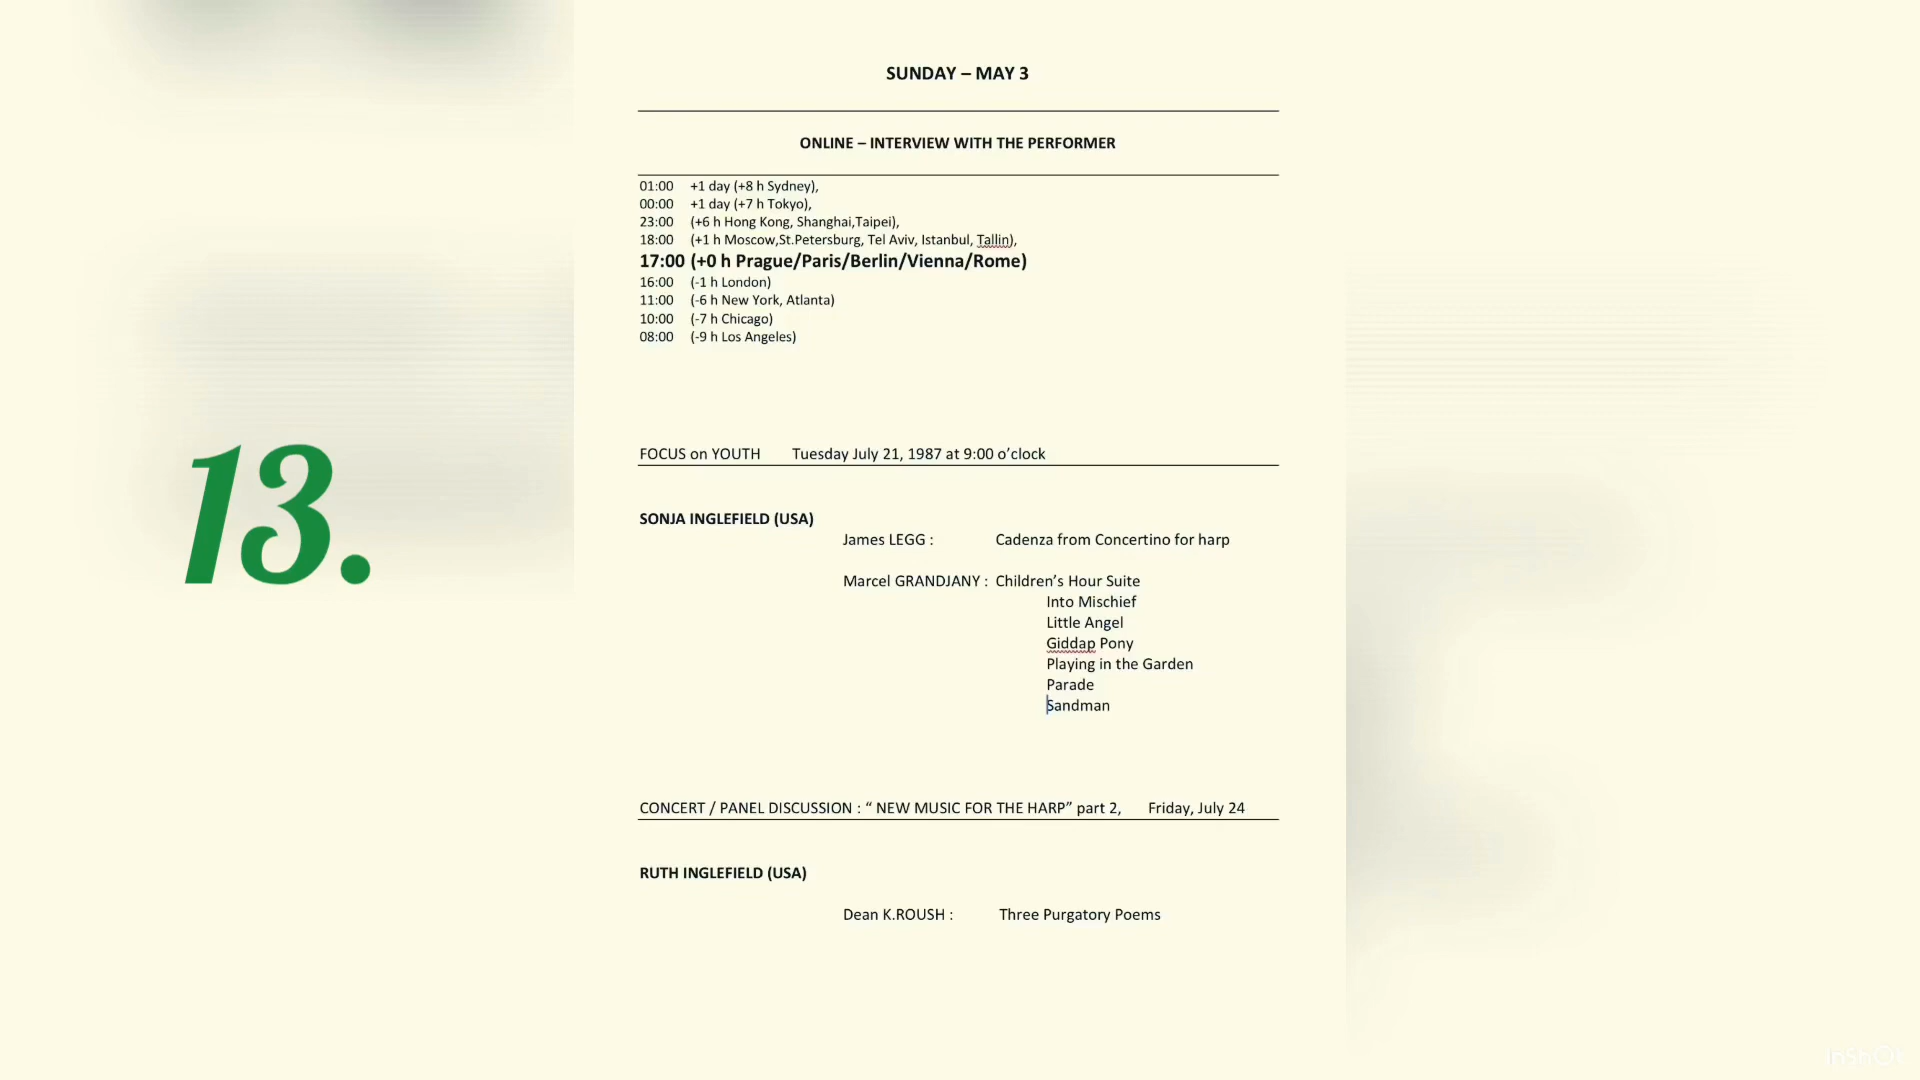 SUNDAY – MAY 3
ONLINE – INTERVIEW WITH THE PERFORMER
01:00 +1 day (+8 h Sydney),
00:00 +1 day (+7 h Tokyo),
23:00 (+6 h Hong Kong, Shanghai,Taipei),
18:00 (+1 h Moscow,St.Petersburg, Tel Aviv, Istanbul, Tallin),
17:00 (+0 h Prague/Paris/Berlin/Vienna/Rome)
16:00 (-1 h London)
11:00 (-6 h New York, Atlanta)
10:00 (-7 h Chicago)
08:00 (-9 h Los Angeles)
13.
FOCUS on YOUTH Tuesday July 21, 1987 at 9:00 o’clock
SONJA INGLEFIELD (USA)
James LEGG : Cadenza from Concertino for harp
Marcel GRANDJANY : Children’s Hour Suite
Into Mischief
Little Angel
Giddap Pony
Playing in the Garden
Parade
Sandman
CONCERT / PANEL DISCUSSION : “ NEW MUSIC FOR THE HARP” part 2, Friday, July 24
RUTH INGLEFIELD (USA)
Dean K.ROUSH : Three Purgatory Poems
InShOt